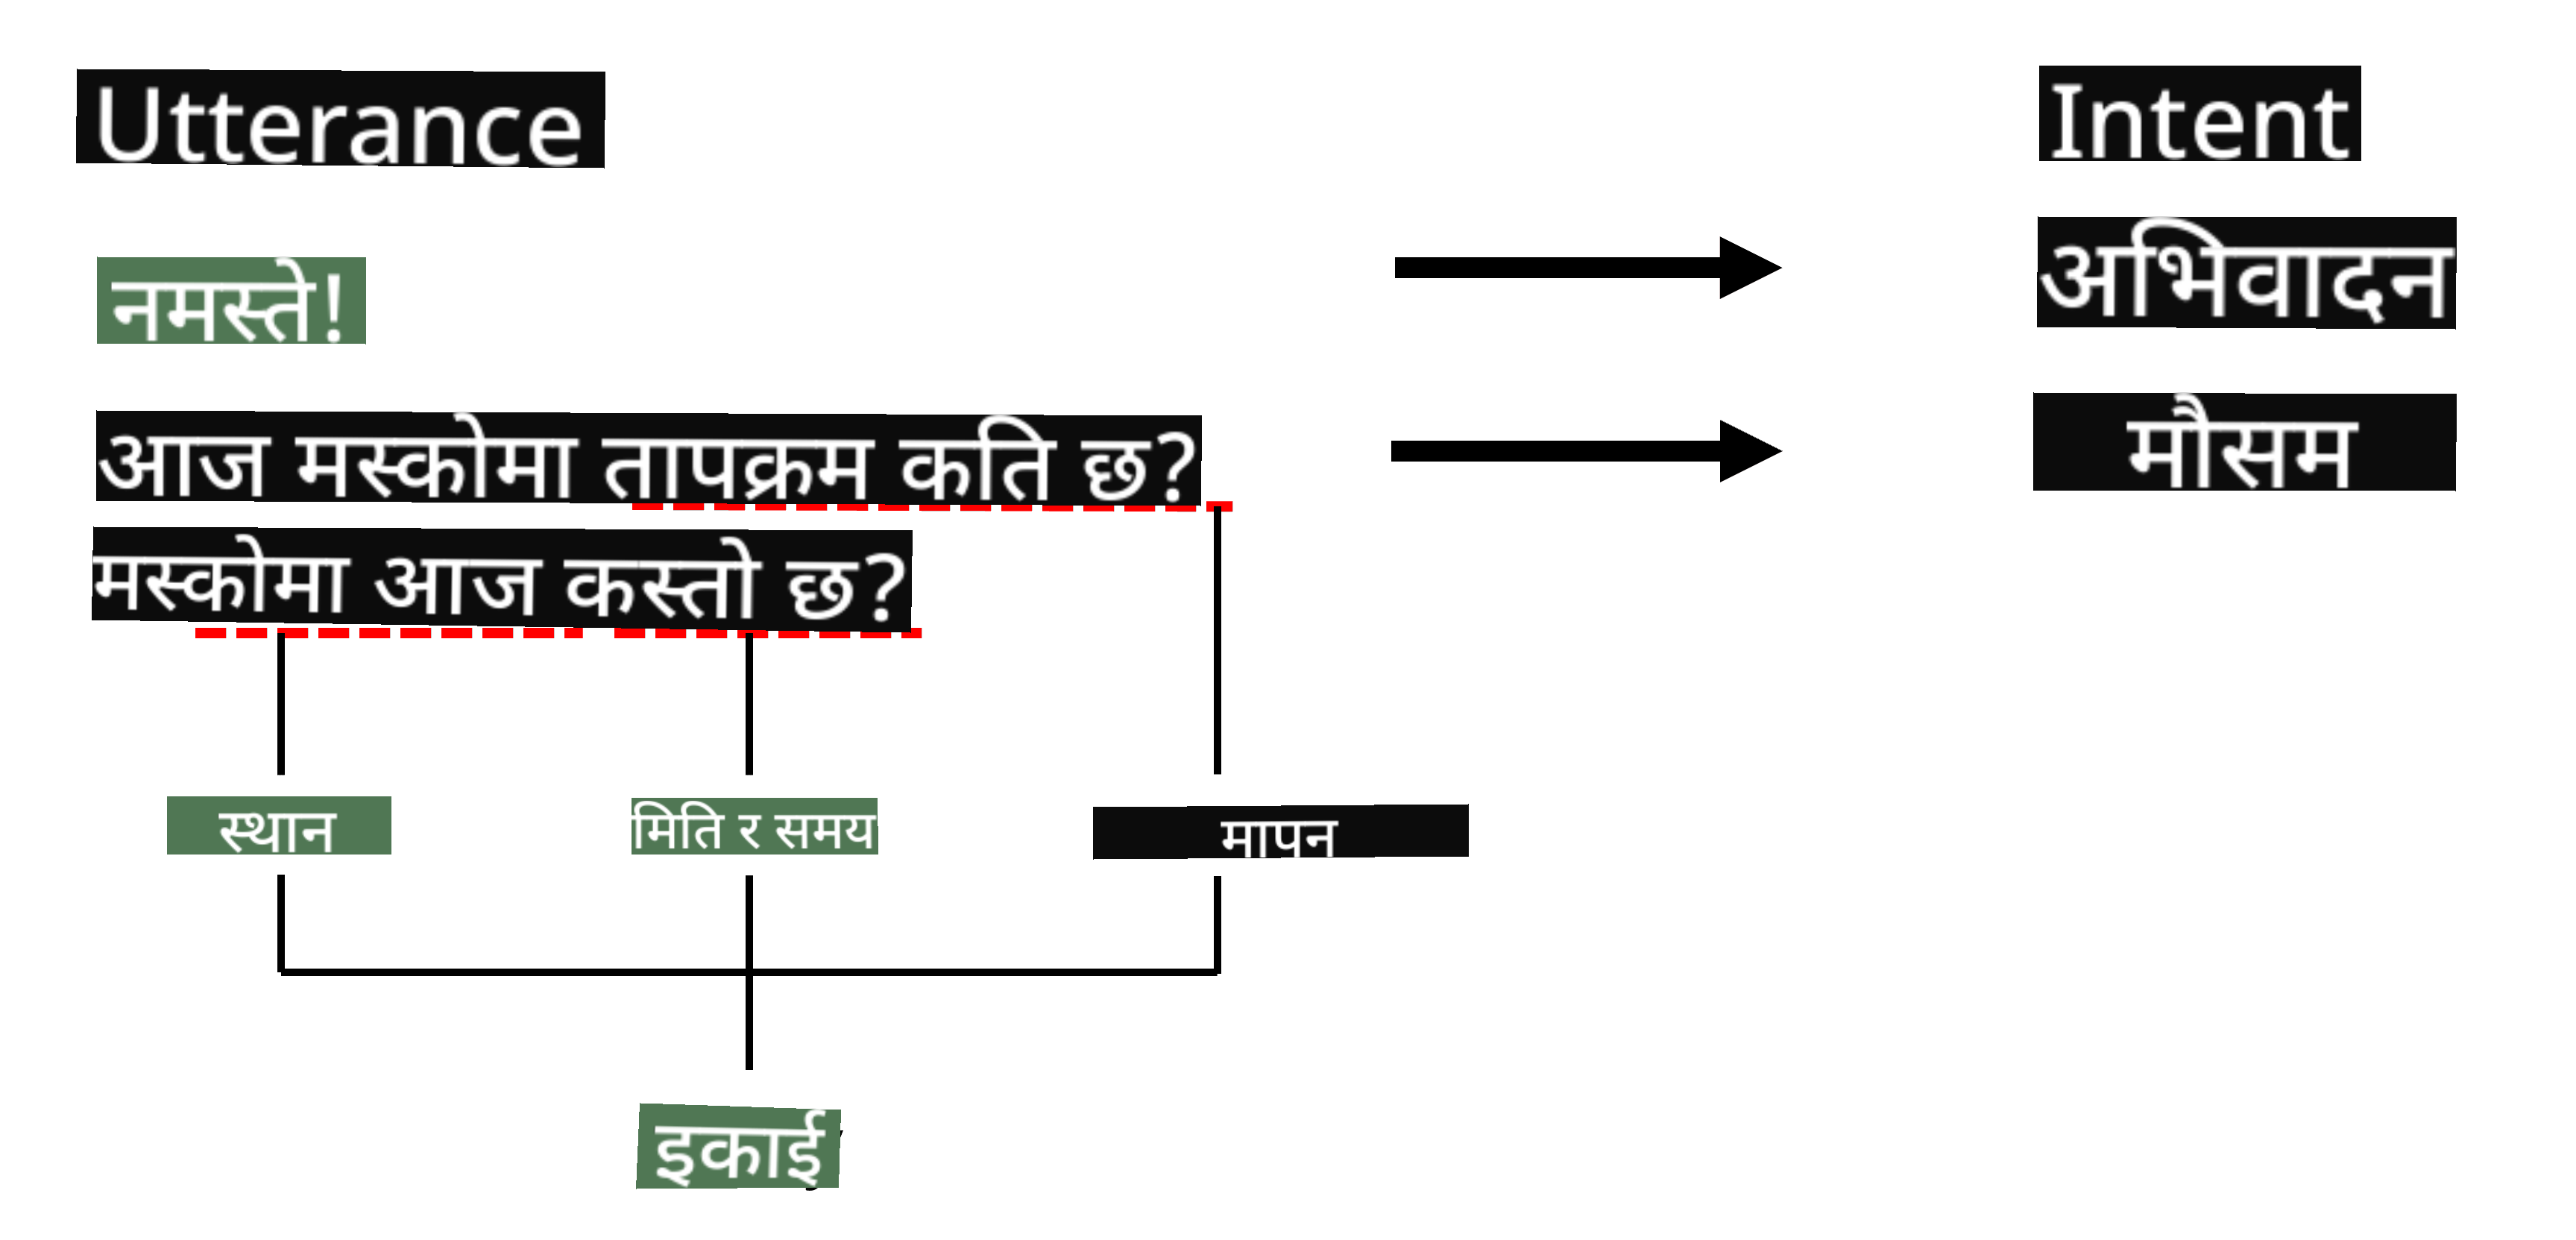 Utterance
Intent
नमस्ते!
अभिवादन
आज मस्कोमा तापक्रम कति छ?
मौसम
मस्कोमा आज कस्तो छ?
स्थान
मिति र समय
मापन
इकाई